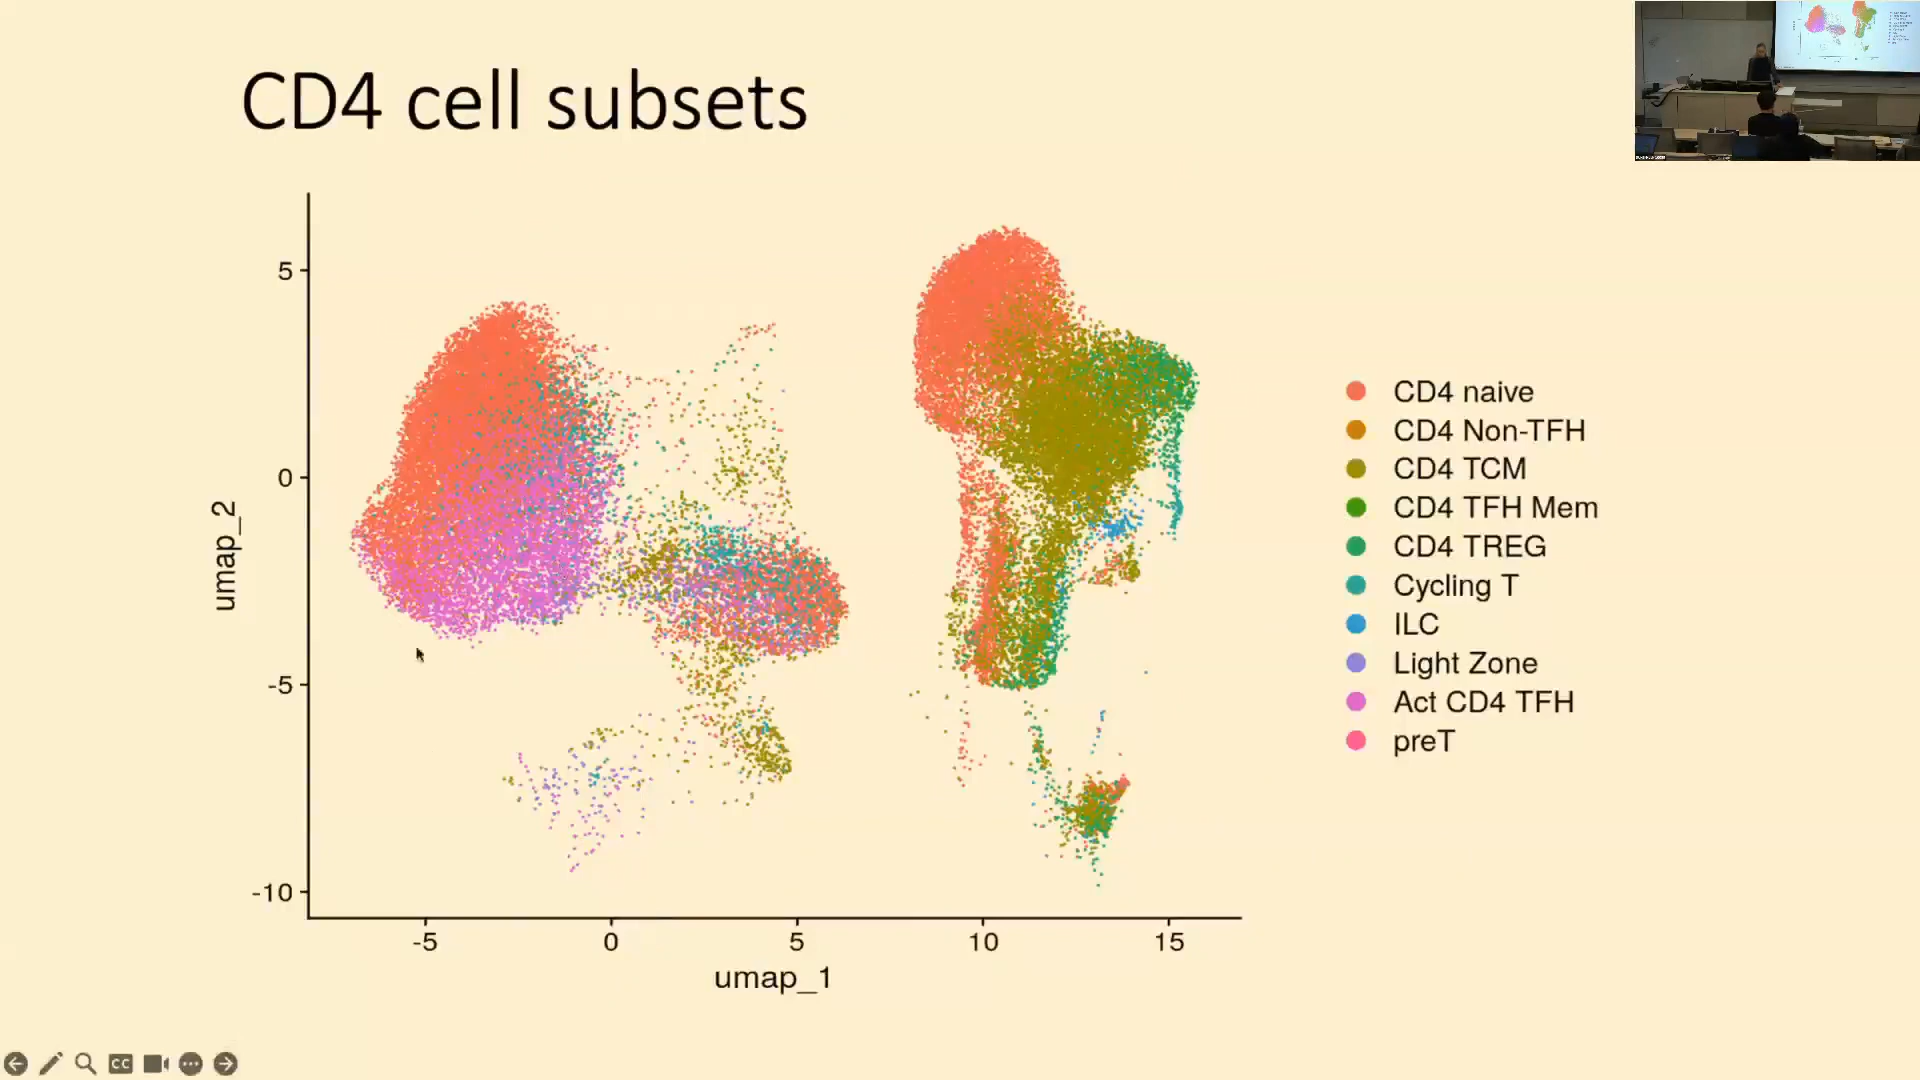 CD4 cell subsets
umap_2
5
0
-5
-10
-5
0
5
10
15
umap_1
CD4 naive
CD4 Non-TFH
CD4 TCM
CD4 TFH Mem
CD4 TREG
Cycling T
ILC
Light Zone
Act CD4 TFH
preT
CC